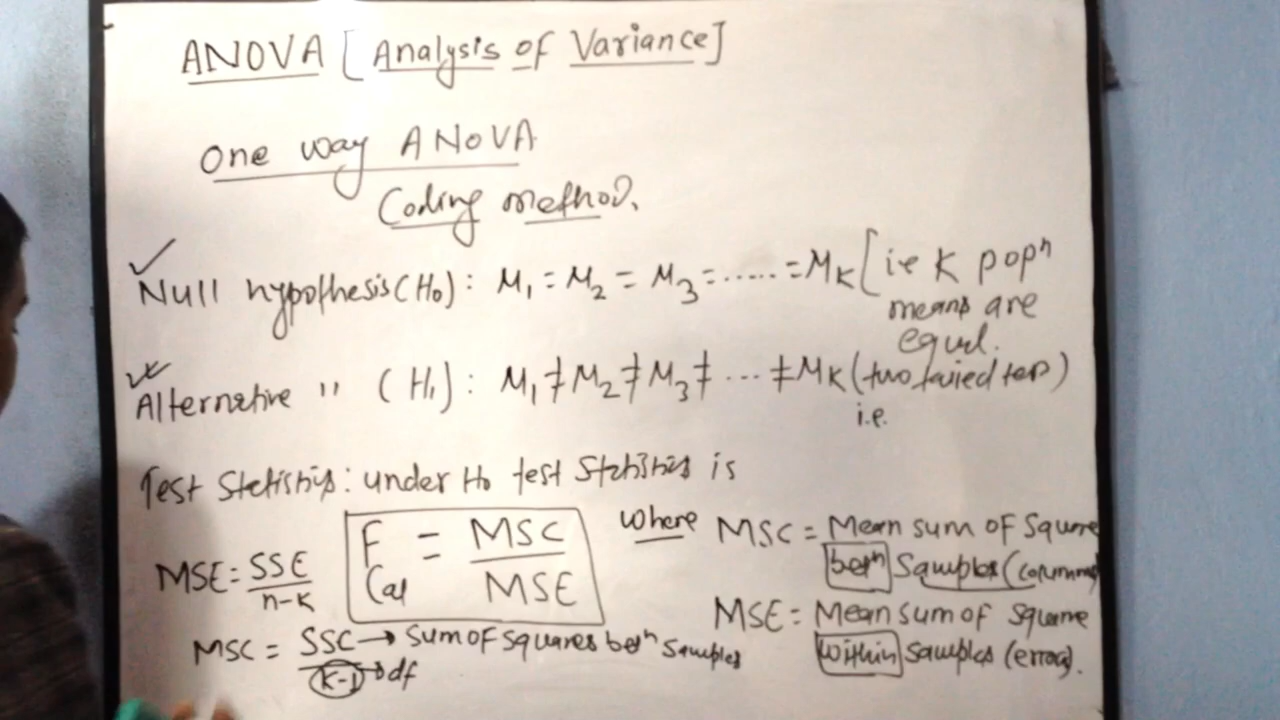 ANOVA [Analysis of Variance]
One way ANOVA
Coding method.
Null hypothesis (H₀) : M₁ = M₂ = M₃ = ...... = MK [ie K popⁿ
means are
equal.
Alternative " (H₁) : M₁ ≠ M₂ ≠ M₃ ≠ ... ≠ MK (two tailed test)
i.e.
Test Statistis : under H₀ test Statistis is
F Cal = MSC / MSE
where MSC = Mean sum of Square
betⁿ Samples (columns)
MSE = Mean sum of square
within samples (error).
MSE = SSE / n-K
MSC = SSC → sum of squares betⁿ samples
K-1 → df